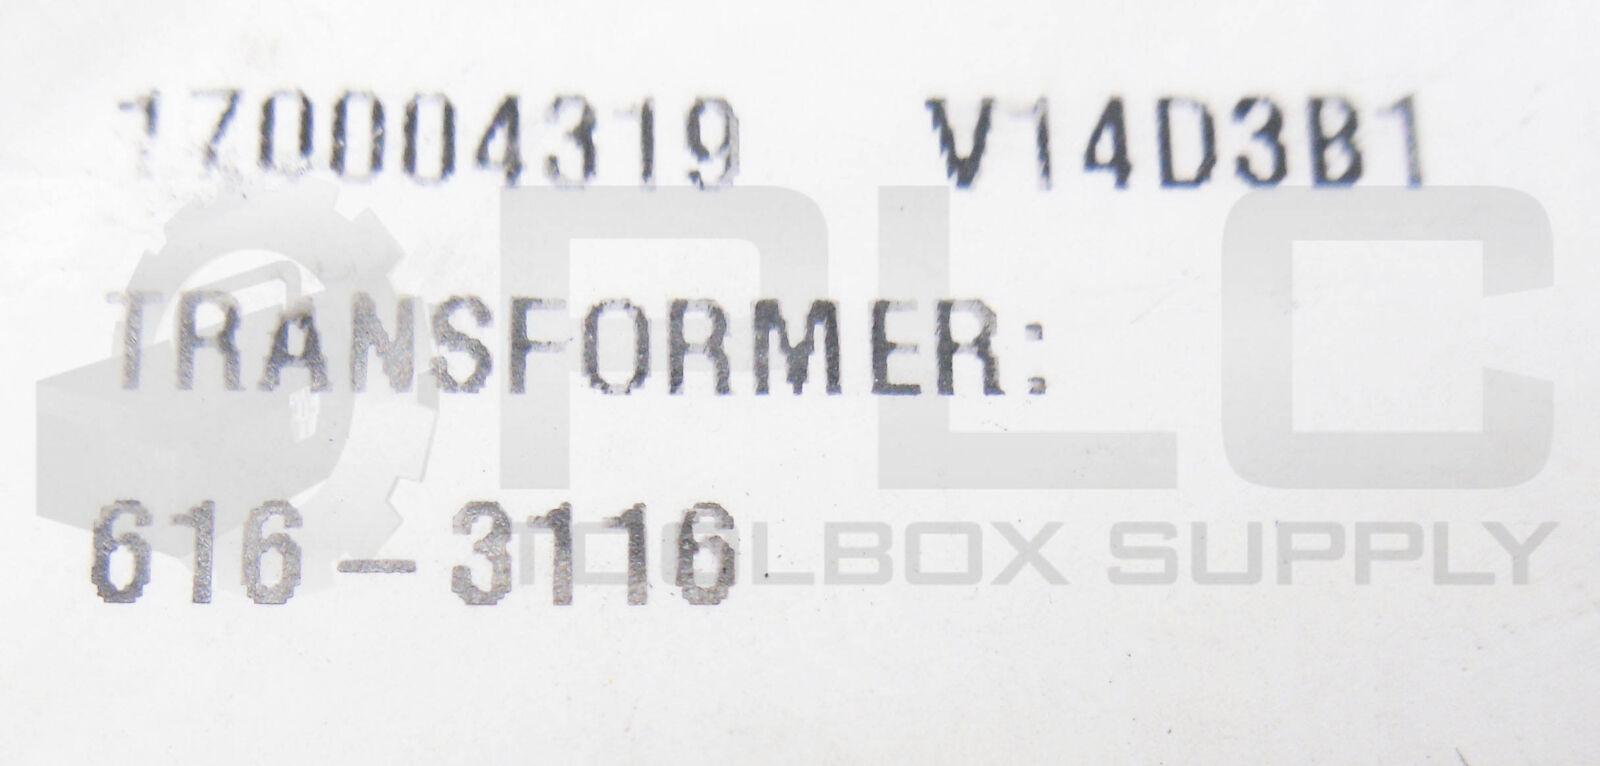 170004319 V14D3B1
TRANSFORMER:
616-3116
PLC
TOOLBOX SUPPLY